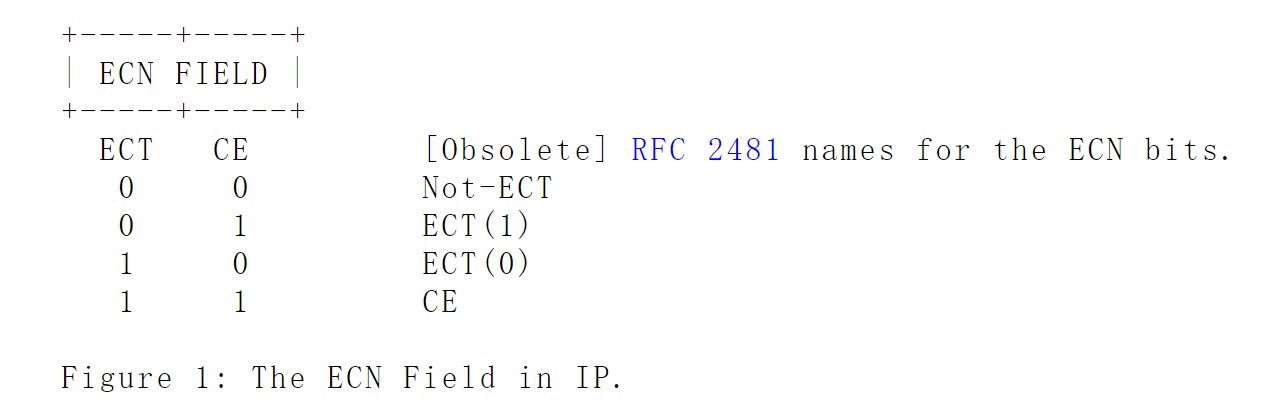 +-----+-----+
| ECN FIELD |
+-----+-----+
ECT CE [Obsolete] RFC 2481 names for the ECN bits.
0 0 Not-ECT
0 1 ECT(1)
1 0 ECT(0)
1 1 CE
Figure 1: The ECN Field in IP.